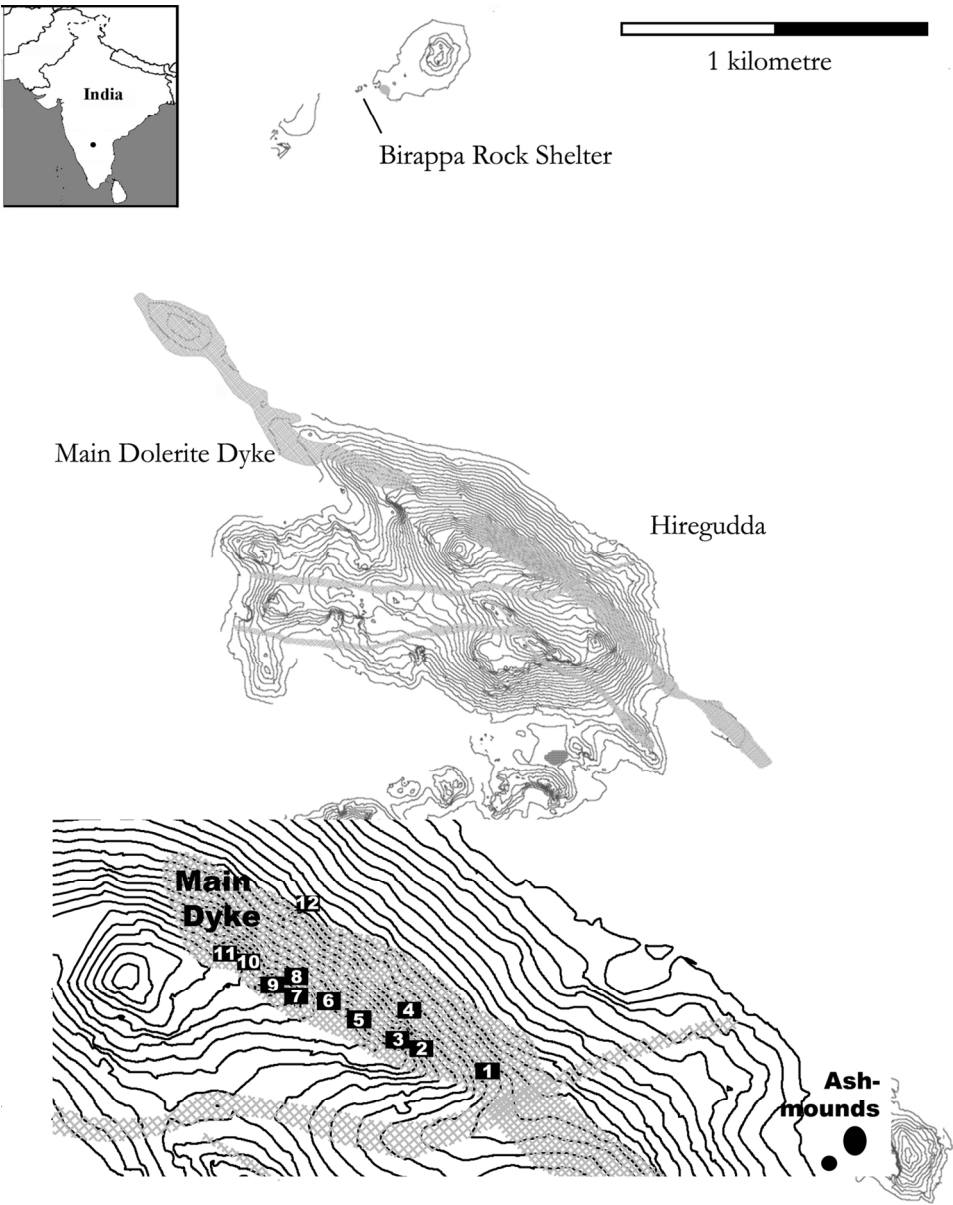 India
1 kilometre
Birappa Rock Shelter
Main Dolerite Dyke
Hiregudda
Main
Dyke
12
11
10
8
9
7
6
4
5
3
2
1
Ash-
mounds